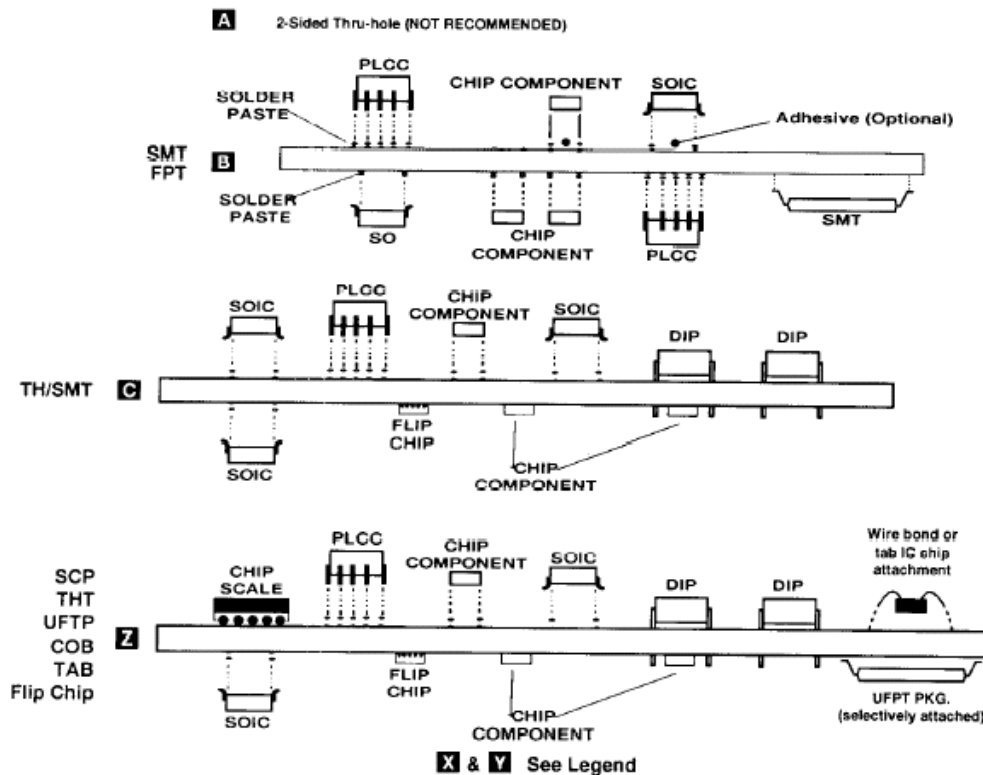 A 2-Sided Thru-hole (NOT RECOMMENDED)
PLCC
CHIP COMPONENT
SOIC
SOLDER
PASTE
Adhesive (Optional)
SMT
FPT
B
SOLDER
PASTE
SO
CHIP
COMPONENT
PLCC
SMT
SOIC
PLCC
CHIP
COMPONENT
SOIC
DIP
DIP
TH/SMT
C
FLIP
CHIP
SOIC
CHIP
COMPONENT
SCP
THT
UFTP
COB
TAB
Flip Chip
Z
CHIP
SCALE
PLCC
CHIP
COMPONENT
SOIC
DIP
DIP
Wire bond or
tab IC chip
attachment
SOIC
FLIP
CHIP
CHIP
COMPONENT
UFPT PKG.
(selectively attached)
X & Y See Legend